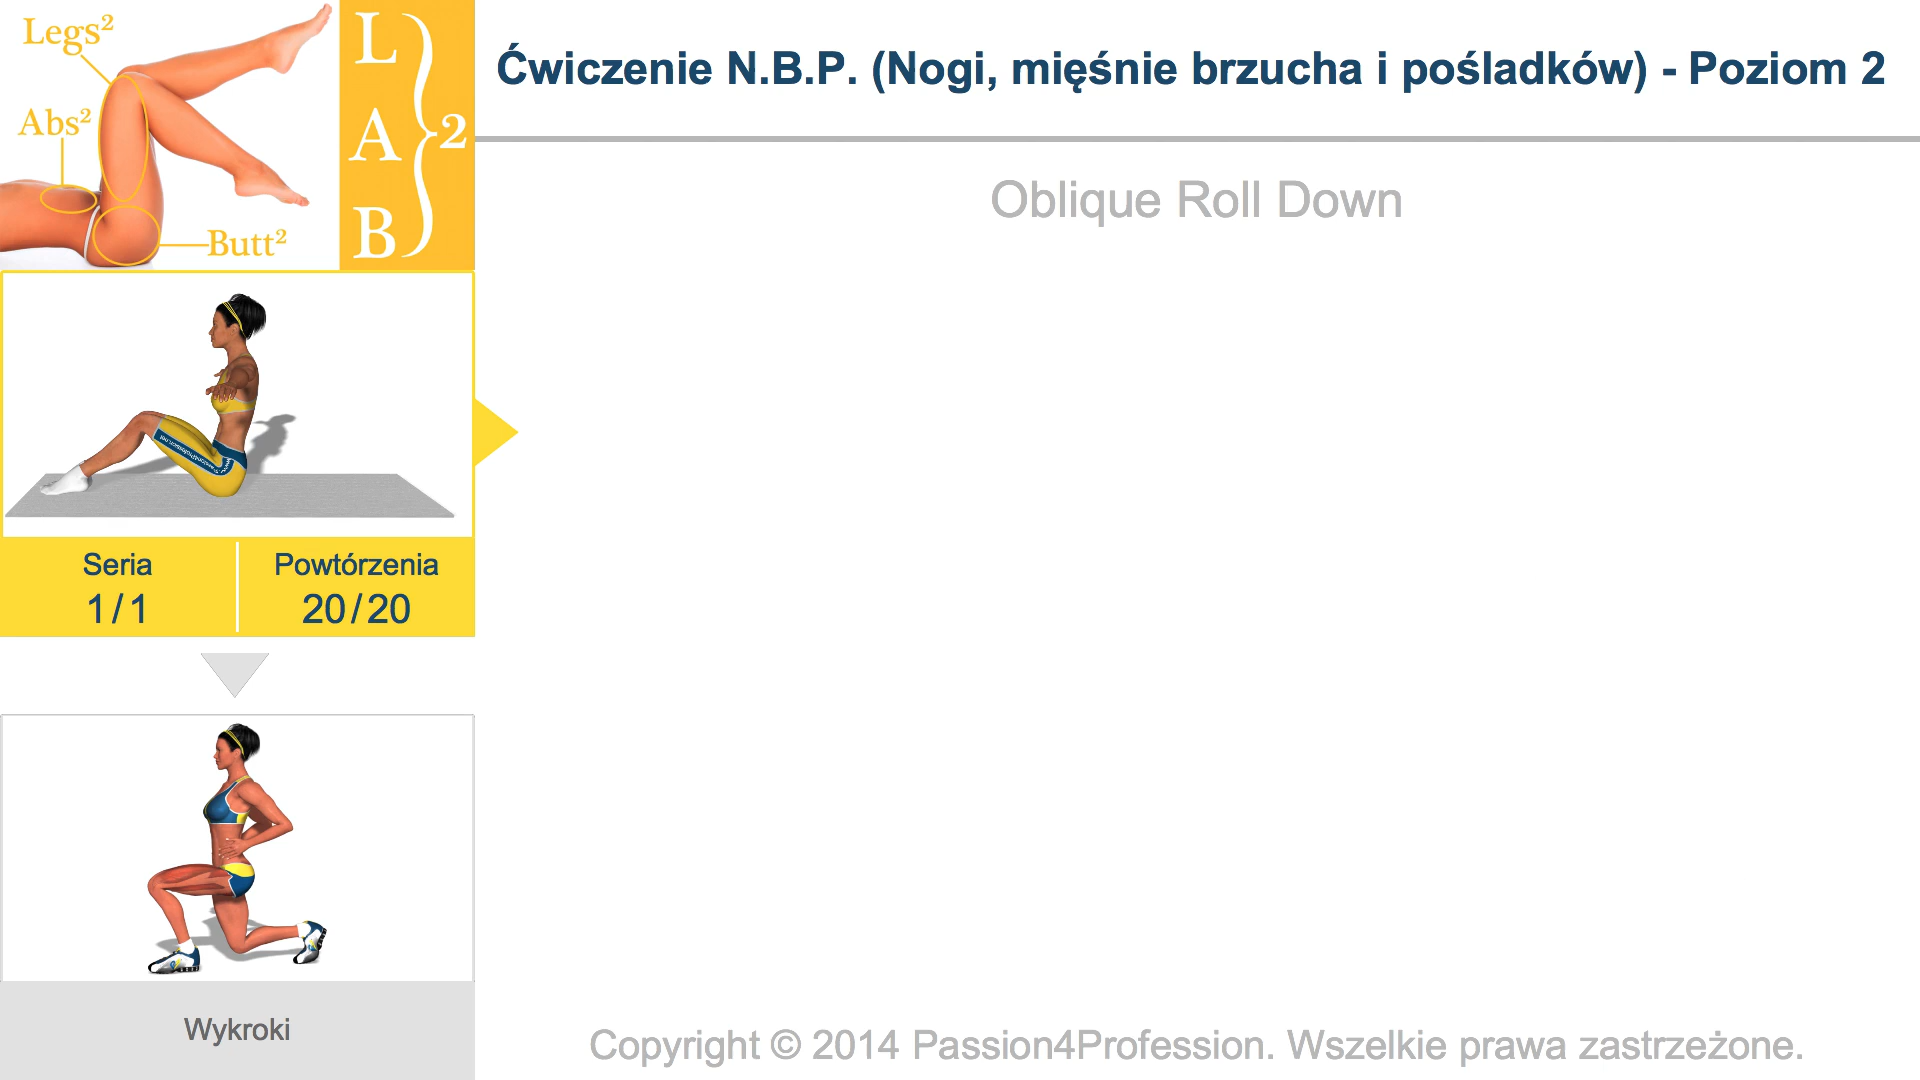 Legs²
Abs²
Butt²
L
A
B
2
Ćwiczenie N.B.P. (Nogi, mięśnie brzucha i pośladków) - Poziom 2
Oblique Roll Down
Seria
1/1
Powtórzenia
20/20
Wykroki
Copyright © 2014 Passion4Profession. Wszelkie prawa zastrzeżone.